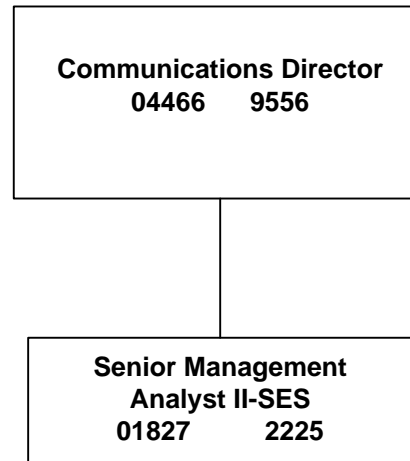 Communications Director
04466 9556
Senior Management
Analyst II-SES
01827 2225